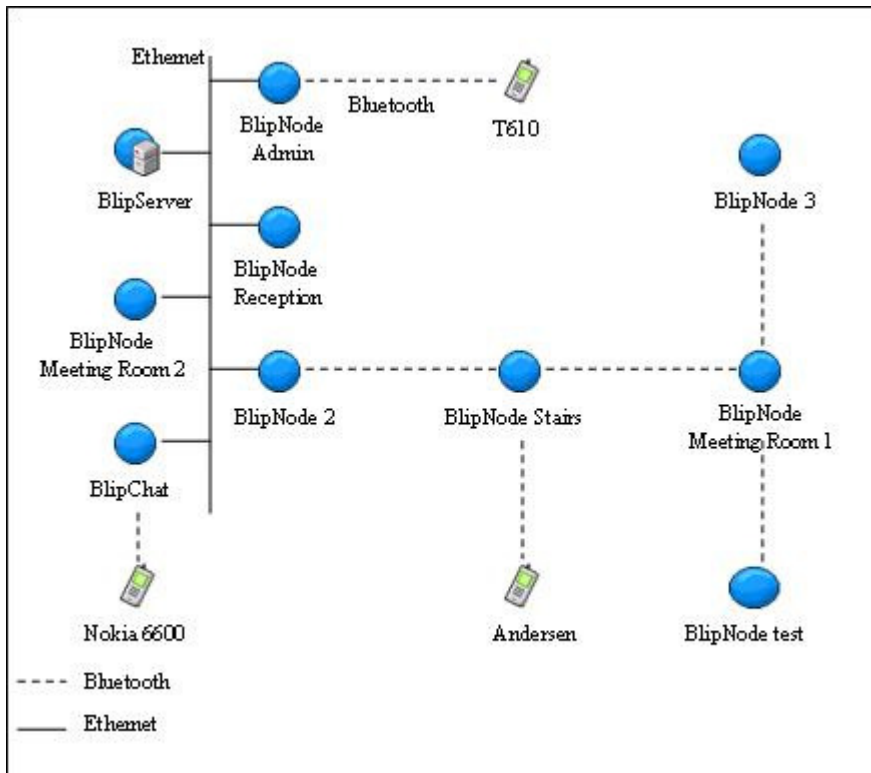 Ethernet
BlipNode
Admin
Bluetooth
T610
BlipServer
BlipNode 3
BlipNode
Reception
BlipNode
Meeting Room 2
BlipNode 2
BlipNode Stairs
BlipNode
Meeting Room 1
BlipChat
Nokia 6600
Andersen
BlipNode test
Bluetooth
Ethernet